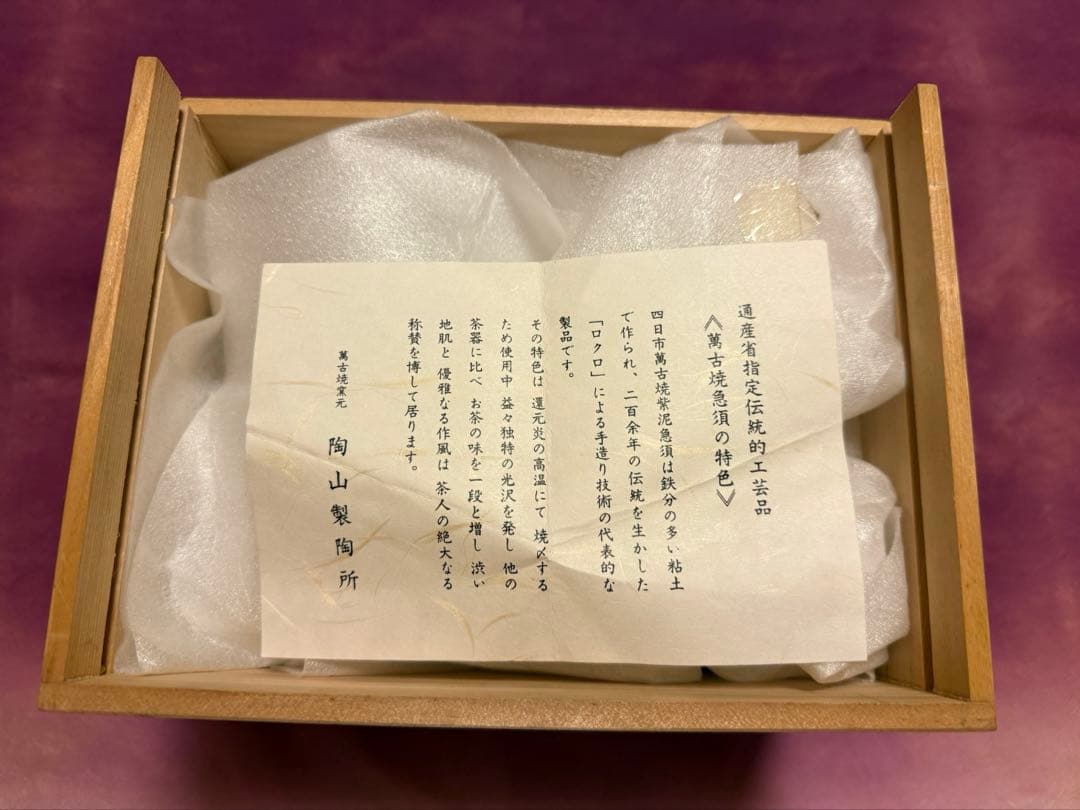 通産省指定伝統的工芸品
《萬古焼急須の特色》
四日市萬古焼紫泥急須は鉄分の多い粘土
で作られ、二百余年の伝統を生かした
「ロクロ」による手造り技術の代表的な
製品です。
その特色は 還元炎の高温にて 焼〆する
ため使用中 益々独特の光沢を発し 他の
茶器に比べ お茶の味を一段と増し 渋い
地肌と 優雅なる作風は 茶人の絶大なる
称賛を博して居ります。
萬古焼窯元 陶山製陶所